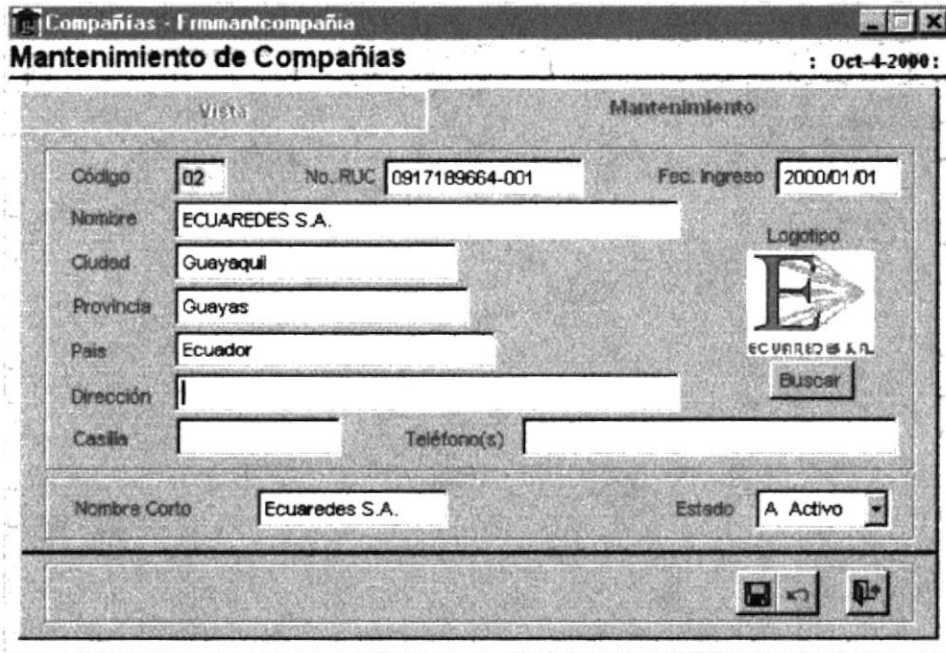 Compañías - Frmmantcompañia
Mantenimiento de Compañías
: Oct-4-2000 :
Vista
Mantenimiento
Código 02 No. RUC 0917189664-001 Fec. Ingreso 2000/01/01
Nombre ECUAREDES S.A.
Logotipo
Ciudad Guayaquil
Provincia Guayas
E
ECUAREDES S.A.
Pais Ecuador
Buscar
Dirección
Casilla Teléfono(s)
Nombre Corto Ecuaredes S.A. Estado A Activo